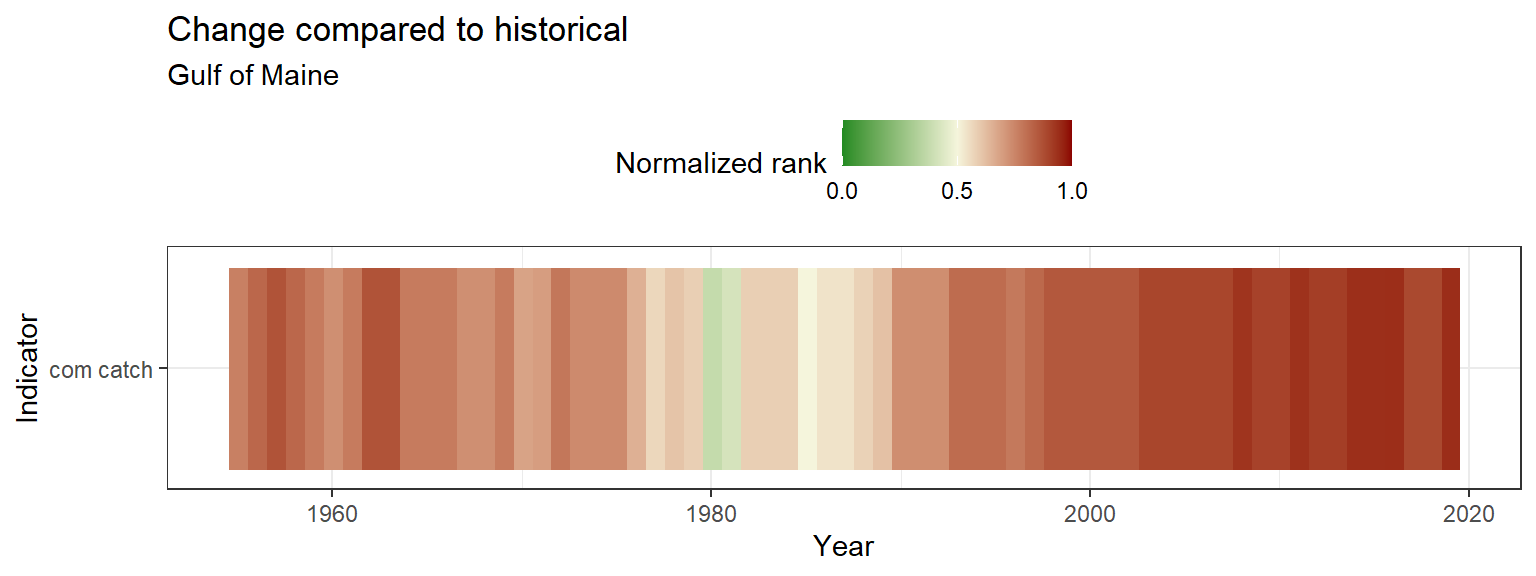 Change compared to historical
Gulf of Maine
Normalized rank
0.0 0.5 1.0
Indicator
com catch
1960 1980 2000 2020
Year